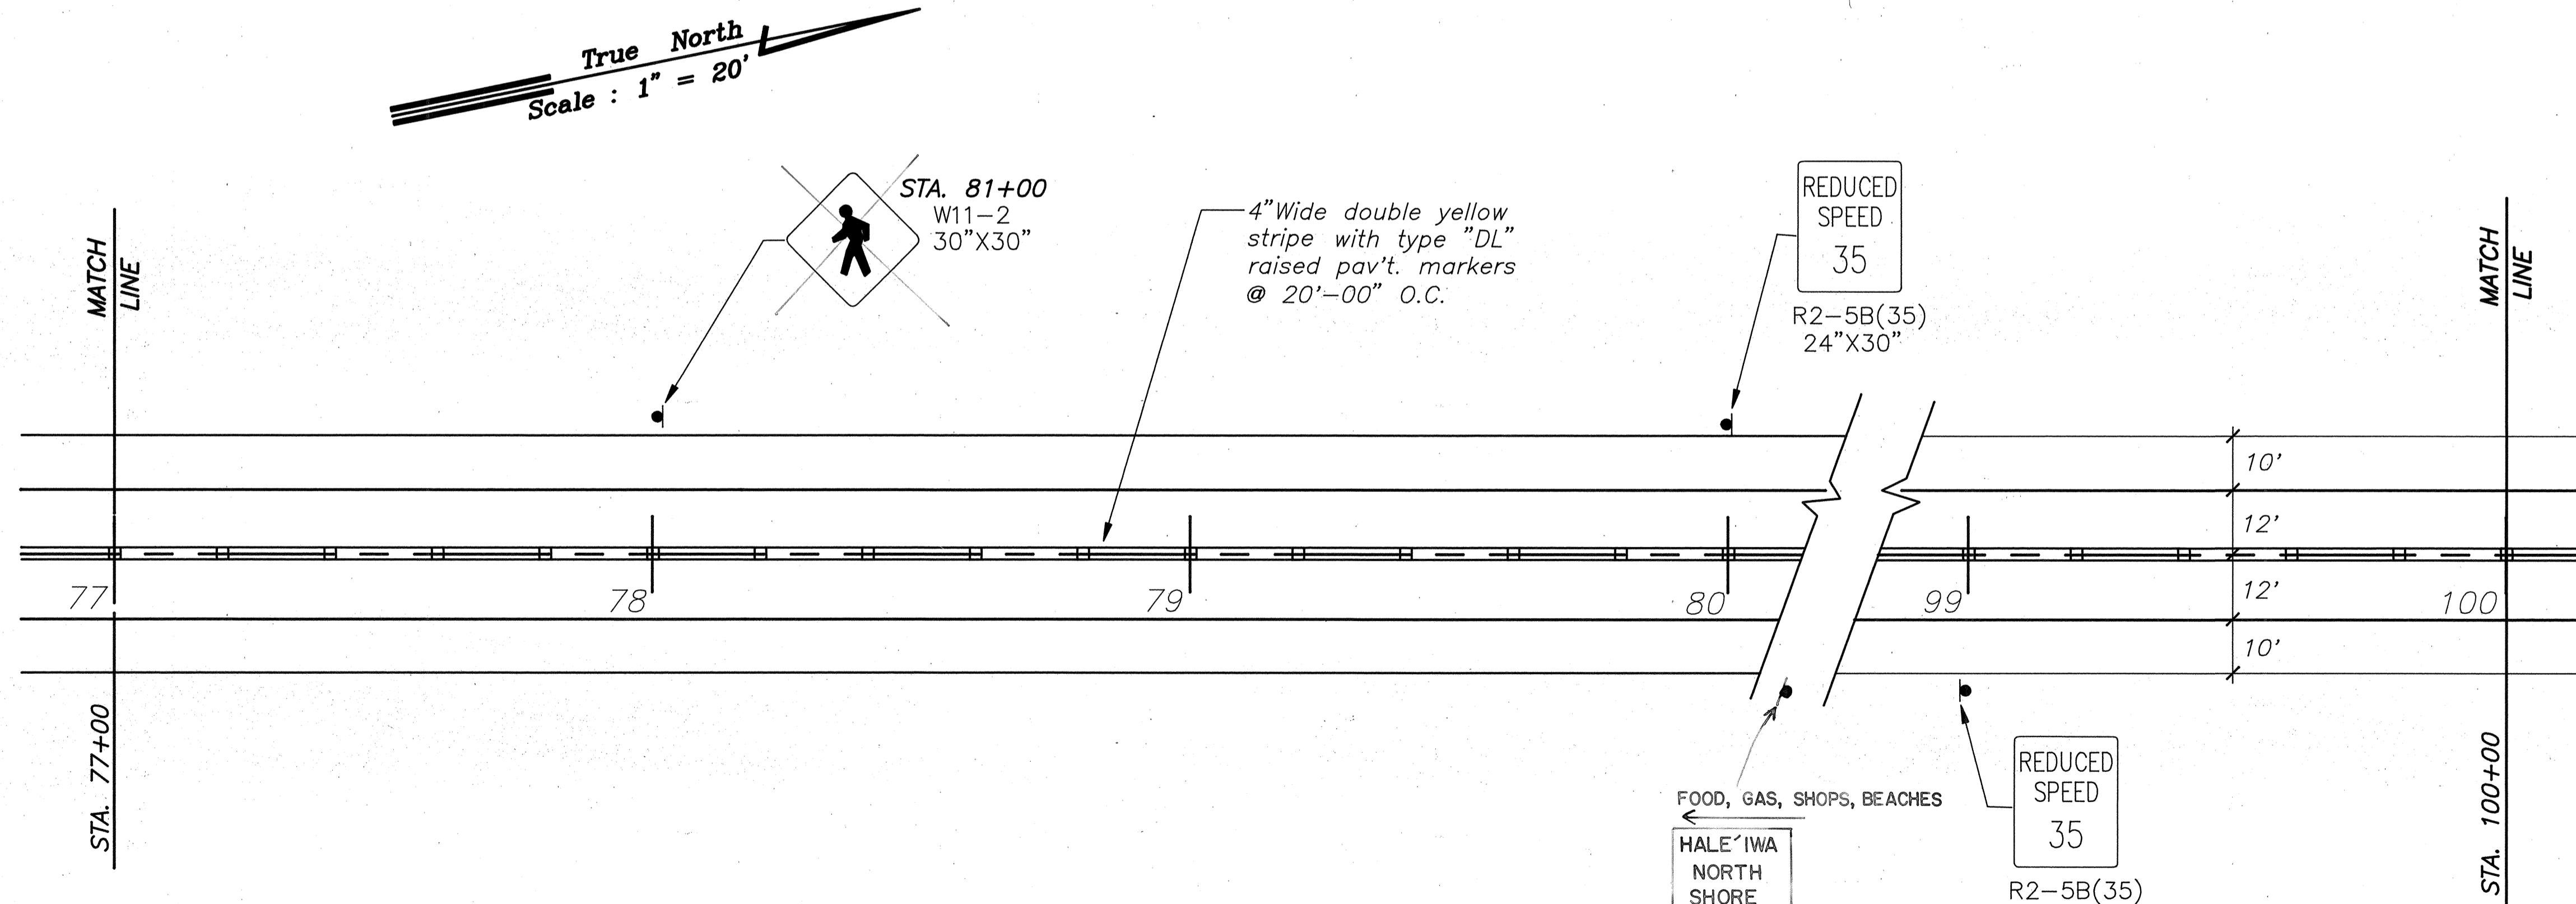 True North
Scale : 1" = 20'
MATCH
LINE
STA. 77+00
STA. 81+00
W11-2
30"X30"
4"Wide double yellow
stripe with type "DL"
raised pav't. markers
@ 20'-00" O.C.
REDUCED
SPEED
35
R2-5B(35)
24"X30"
MATCH
LINE
10'
12'
12'
10'
77
78
79
80
99
100
FOOD, GAS, SHOPS, BEACHES
HALE´IWA
NORTH
SHORE
REDUCED
SPEED
35
R2-5B(35)
STA. 100+00